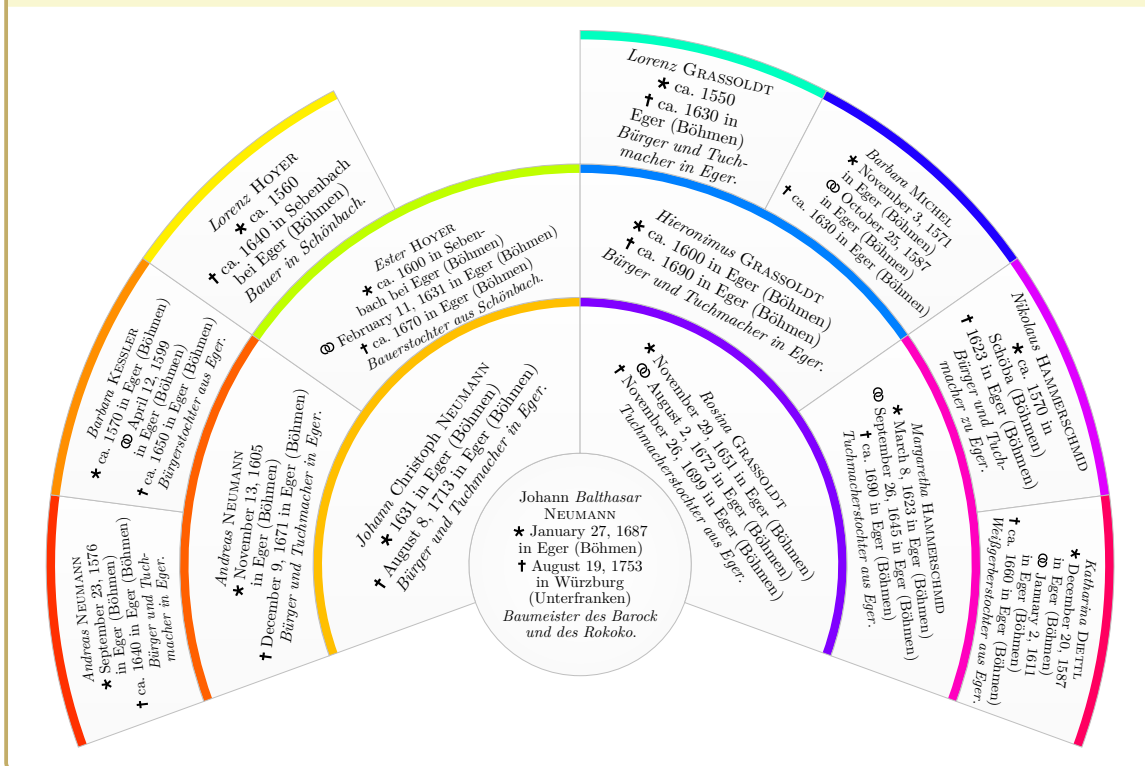 Lorenz GRASSOLDT
* ca. 1550
† ca. 1630 in
Eger (Böhmen)
Bürger und Tuch-
macher in Eger.
Barbara MICHEL
* November 3, 1571
in Eger (Böhmen)
⚭ October 25, 1587
in Eger (Böhmen)
† ca. 1630 in Eger (Böhmen)
Lorenz HOYER
* ca. 1560
† ca. 1640 in Sebenbach
bei Eger (Böhmen)
Bauer in Schönbach.
Ester HOYER
* ca. 1600 in Seben-
bach bei Eger (Böhmen)
⚭ February 11, 1631 in Eger (Böhmen)
† ca. 1670 in Eger (Böhmen)
Bauerstochter aus Schönbach.
Hieronimus GRASSOLDT
* ca. 1600 in Eger (Böhmen)
† ca. 1690 in Eger (Böhmen)
Bürger und Tuchmacher in Eger.
Nikolaus HAMMERSCHMID
* ca. 1570 in
Schöba (Böhmen)
† 1623 in Eger (Böhmen)
Bürger und Tuch-
macher zu Eger.
Barbara KESSLER
* ca. 1570 in Eger (Böhmen)
⚭ April 12, 1599
in Eger (Böhmen)
† ca. 1650 in Eger (Böhmen)
Bürgerstochter aus Eger.
Andreas NEUMANN
* November 13, 1605
in Eger (Böhmen)
† December 9, 1671 in Eger (Böhmen)
Bürger und Tuchmacher in Eger.
Johann Christoph NEUMANN
* 1631 in Eger (Böhmen)
† August 8, 1713 in Eger (Böhmen)
Bürger und Tuchmacher in Eger.
Rosina GRASSOLDT
* November 29, 1651 in Eger (Böhmen)
⚭ August 2, 1672 in Eger (Böhmen)
† November 26, 1699 in Eger (Böhmen)
Tuchmacherstochter aus Eger.
Margaretha HAMMERSCHMID
* March 8, 1623 in Eger (Böhmen)
⚭ September 26, 1645 in Eger (Böhmen)
† ca. 1690 in Eger (Böhmen)
Tuchmacherstochter aus Eger.
Andreas NEUMANN
* September 23, 1576
in Eger (Böhmen)
† ca. 1640 in Eger (Böhmen)
Bürger und Tuch-
macher in Eger.
Johann Balthasar
NEUMANN
* January 27, 1687
in Eger (Böhmen)
† August 19, 1753
in Würzburg
(Unterfranken)
Baumeister des Barock
und des Rokoko.
Katharina DIETTL
* December 20, 1587
in Eger (Böhmen)
⚭ January 2, 1611
in Eger (Böhmen)
† ca. 1660 in Eger (Böhmen)
Weißgerberstochter aus Eger.